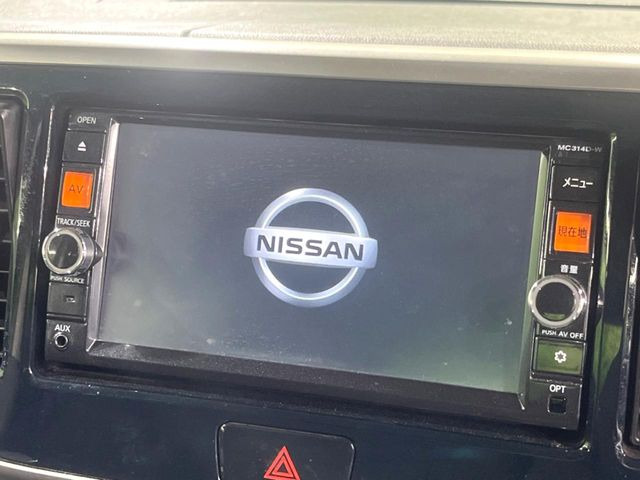 OPEN
MC314D-W
AV
メニュー
TRACK/SEEK
現在地
NISSAN
音量
PUSH SOURCE
PUSH AV OFF
AUX
OPT